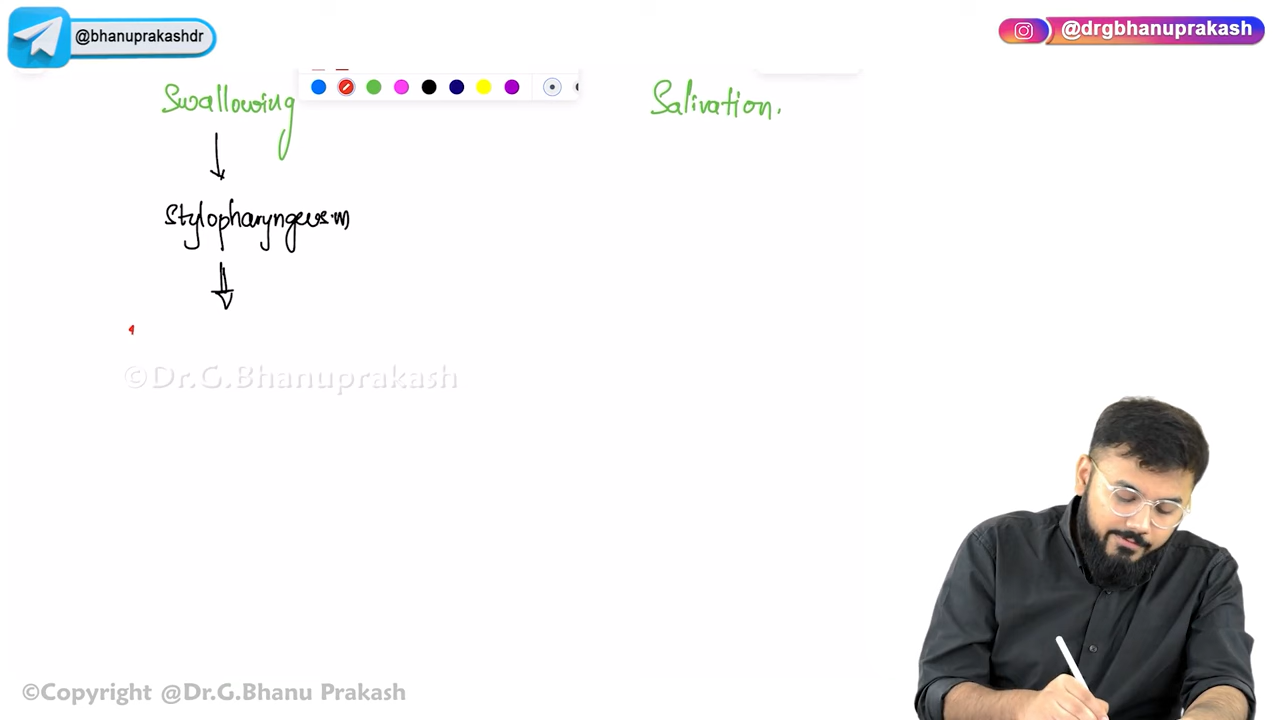 @bhanuprakashdr
@drgbhanuprakash
Swallowing
Salivation.
Stylopharyngeus.m
©Dr.G.Bhanuprakash
©Copyright @Dr.G.Bhanu Prakash